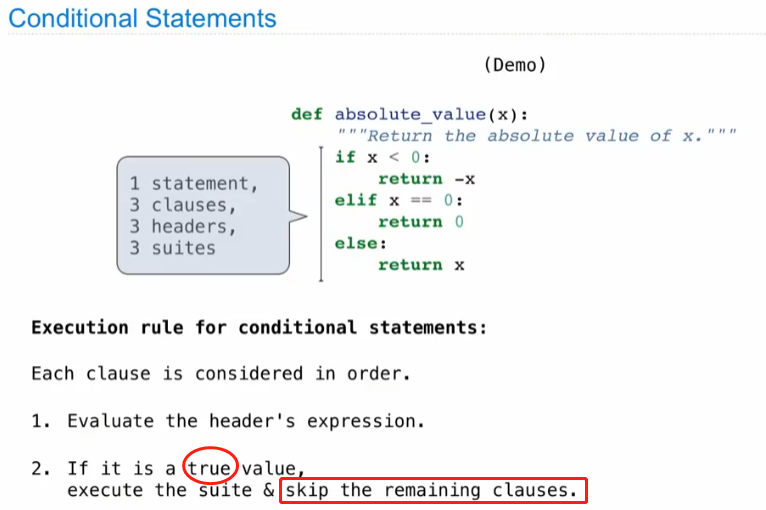 Conditional Statements
(Demo)
def absolute_value(x):
"""Return the absolute value of x."""
if x < 0:
return -x
elif x == 0:
return 0
else:
return x
1 statement,
3 clauses,
3 headers,
3 suites
Execution rule for conditional statements:
Each clause is considered in order.
1. Evaluate the header's expression.
2. If it is a true value,
execute the suite & skip the remaining clauses.